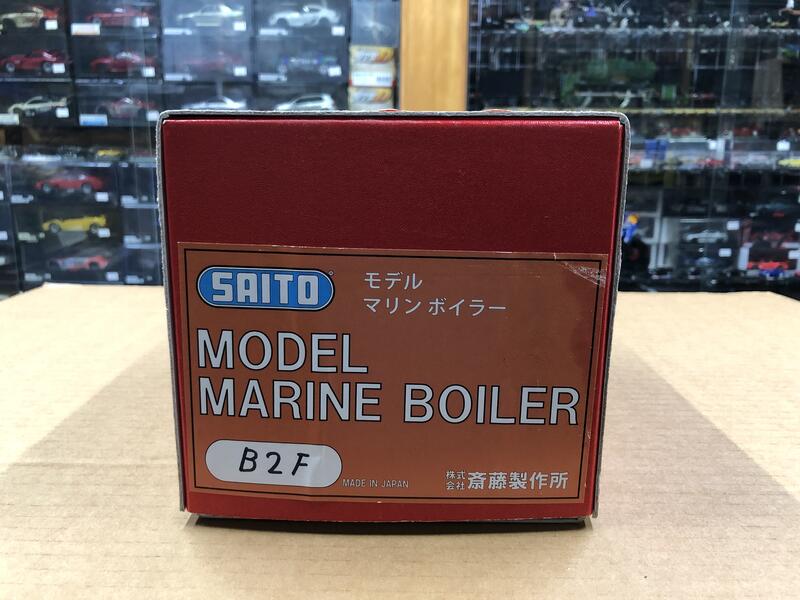 SAITO
モデル
マリン ボイラー
MODEL
MARINE BOILER
B2F
MADE IN JAPAN
株式会社 斎藤製作所